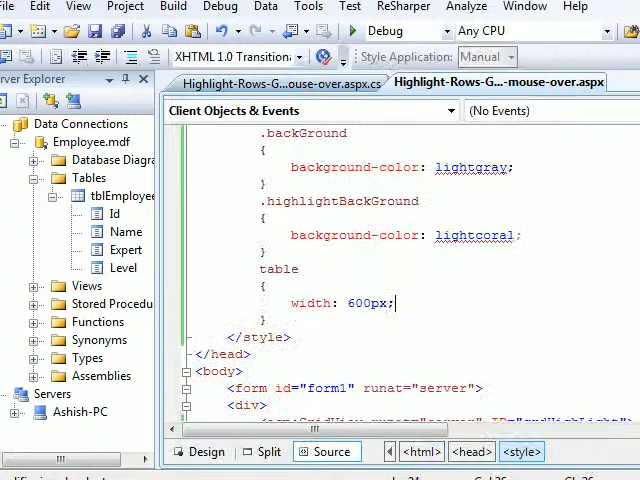 File Edit View Project Build Debug Data Tools Test ReSharper Analyze Window Help
Debug Any CPU
XHTML 1.0 Transition Style Application: Manual
erver Explorer
Highlight-Rows-G...ouse-over.aspx.cs Highlight-Rows-G...-mouse-over.aspx
Client Objects & Events (No Events)
Data Connections
Employee.mdf
Database Diagra
Tables
tblEmployee
Id
Name
Expert
Level
Views
Stored Procedu
Functions
Synonyms
Types
Assemblies
Servers
Ashish-PC
.backGround
{
background-color: lightgray;
}
.highlightBackGround
{
background-color: lightcoral;
}
table
{
width: 600px;
}
</style>
</head>
<body>
<form id="form1" runat="server">
<div>
Design Split Source <html> <head> <style>